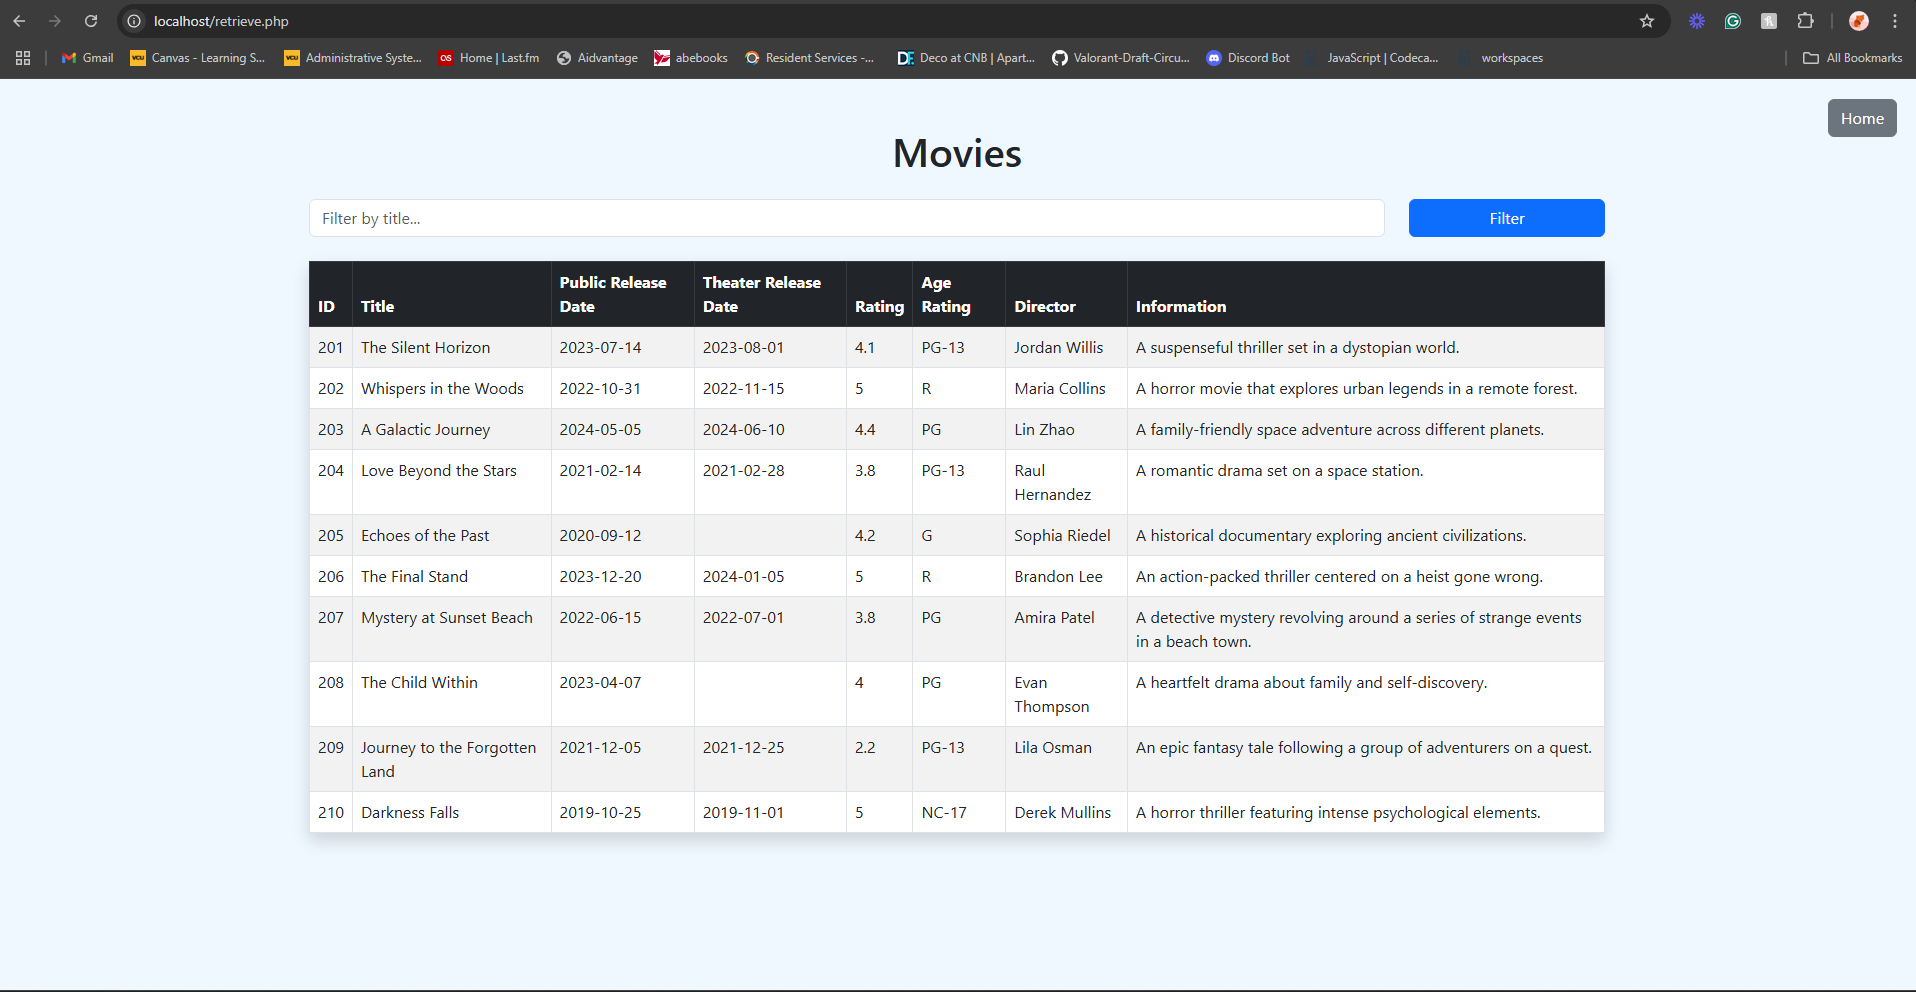 localhost/retrieve.php
Gmail
Canvas - Learning S...
Administrative Syste...
Home | Last.fm
Aidvantage
abebooks
Resident Services -...
Deco at CNB | Apart...
Valorant-Draft-Circu...
Discord Bot
JavaScript | Codeca...
workspaces
All Bookmarks
Home
Movies
Filter by title...
Filter
ID Title Public Release Date Theater Release Date Rating Age Rating Director Information
201 The Silent Horizon 2023-07-14 2023-08-01 4.1 PG-13 Jordan Willis A suspenseful thriller set in a dystopian world.
202 Whispers in the Woods 2022-10-31 2022-11-15 5 R Maria Collins A horror movie that explores urban legends in a remote forest.
203 A Galactic Journey 2024-05-05 2024-06-10 4.4 PG Lin Zhao A family-friendly space adventure across different planets.
204 Love Beyond the Stars 2021-02-14 2021-02-28 3.8 PG-13 Raul Hernandez A romantic drama set on a space station.
205 Echoes of the Past 2020-09-12 4.2 G Sophia Riedel A historical documentary exploring ancient civilizations.
206 The Final Stand 2023-12-20 2024-01-05 5 R Brandon Lee An action-packed thriller centered on a heist gone wrong.
207 Mystery at Sunset Beach 2022-06-15 2022-07-01 3.8 PG Amira Patel A detective mystery revolving around a series of strange events in a beach town.
208 The Child Within 2023-04-07 4 PG Evan Thompson A heartfelt drama about family and self-discovery.
209 Journey to the Forgotten Land 2021-12-05 2021-12-25 2.2 PG-13 Lila Osman An epic fantasy tale following a group of adventurers on a quest.
210 Darkness Falls 2019-10-25 2019-11-01 5 NC-17 Derek Mullins A horror thriller featuring intense psychological elements.